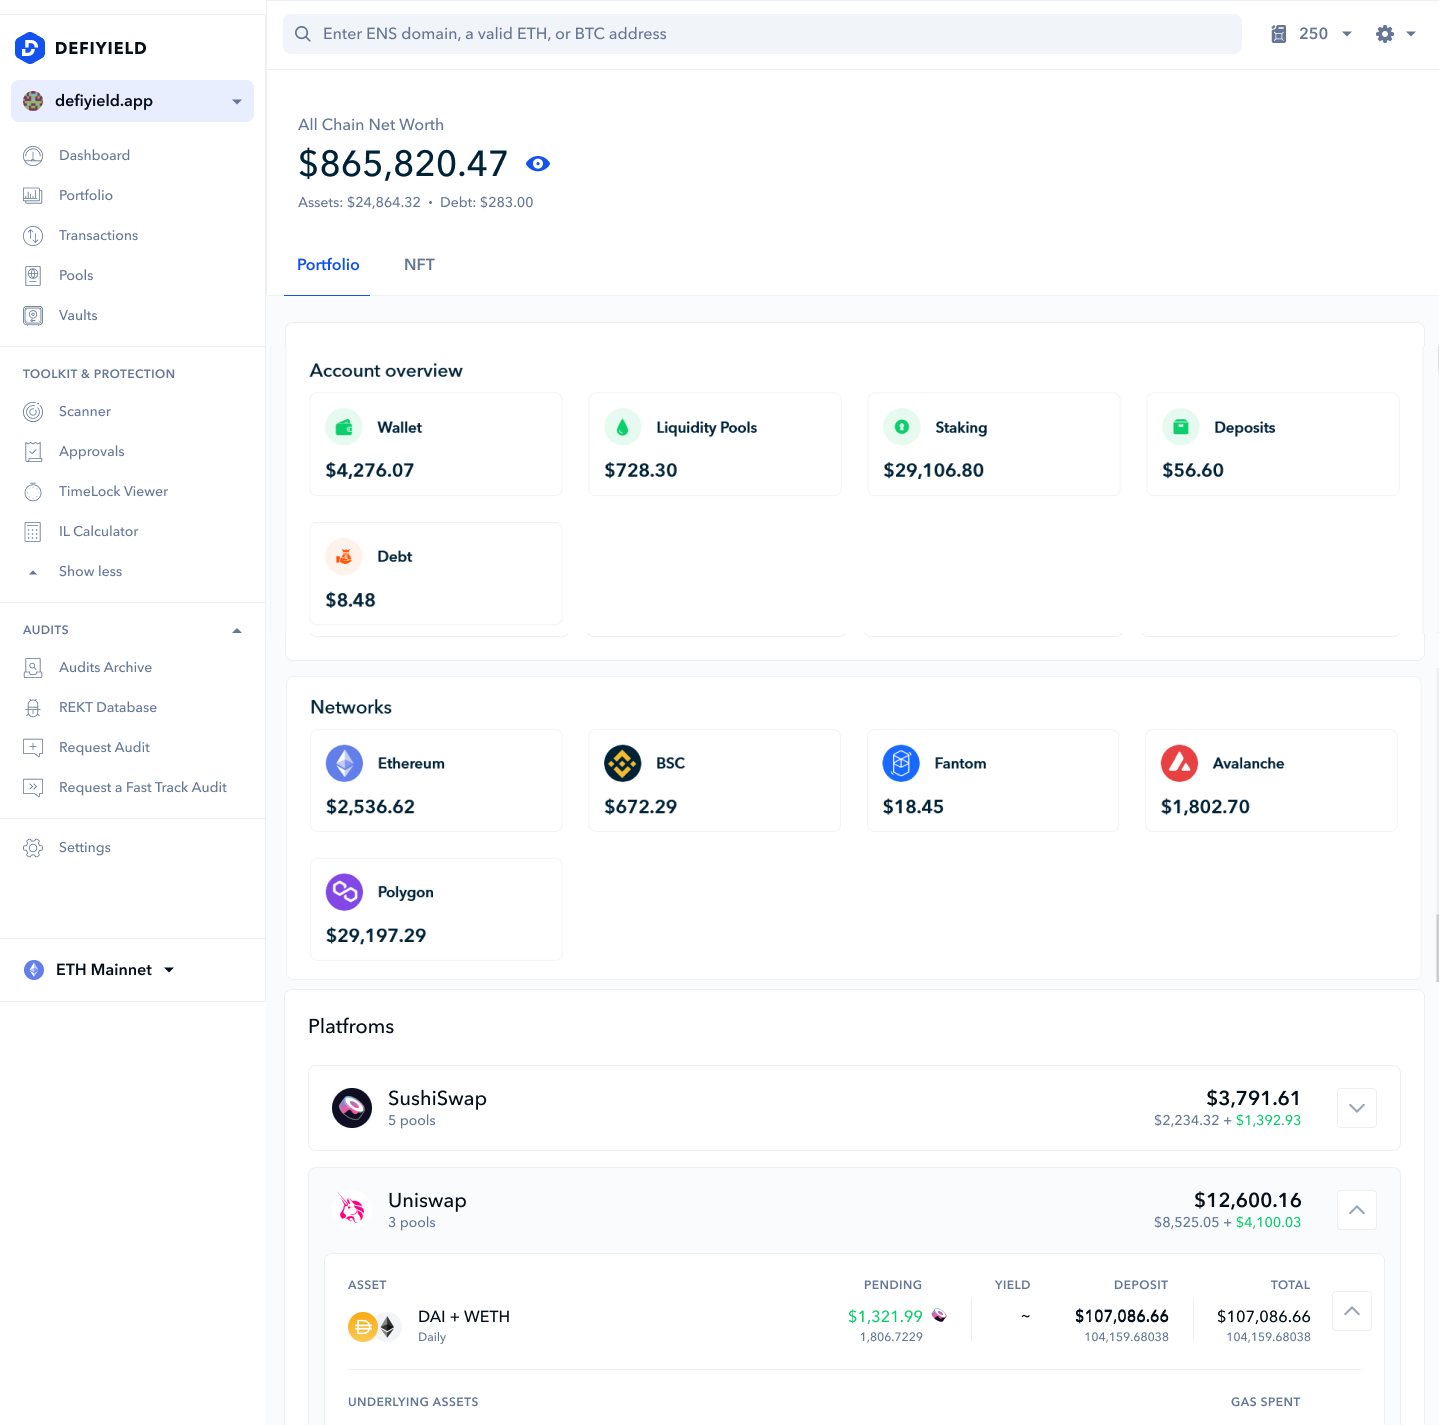 DEFIYIELD
defiyield.app
Dashboard
Portfolio
Transactions
Pools
Vaults
TOOLKIT & PROTECTION
Scanner
Approvals
TimeLock Viewer
IL Calculator
Show less
AUDITS
Audits Archive
REKT Database
Request Audit
Request a Fast Track Audit
Settings
ETH Mainnet
Enter ENS domain, a valid ETH, or BTC address
250
All Chain Net Worth
$865,820.47
Assets: $24,864.32 • Debt: $283.00
Portfolio NFT
Account overview
Wallet
$4,276.07
Liquidity Pools
$728.30
Staking
$29,106.80
Deposits
$56.60
Debt
$8.48
Networks
Ethereum
$2,536.62
BSC
$672.29
Fantom
$18.45
Avalanche
$1,802.70
Polygon
$29,197.29
Platfroms
SushiSwap
5 pools
$3,791.61
$2,234.32 + $1,392.93
Uniswap
3 pools
$12,600.16
$8,525.05 + $4,100.03
ASSET PENDING YIELD DEPOSIT TOTAL
DAI + WETH $1,321.99 ~ $107,086.66 $107,086.66
Daily 1,806.7229 104,159.68038 104,159.68038
UNDERLYING ASSETS GAS SPENT